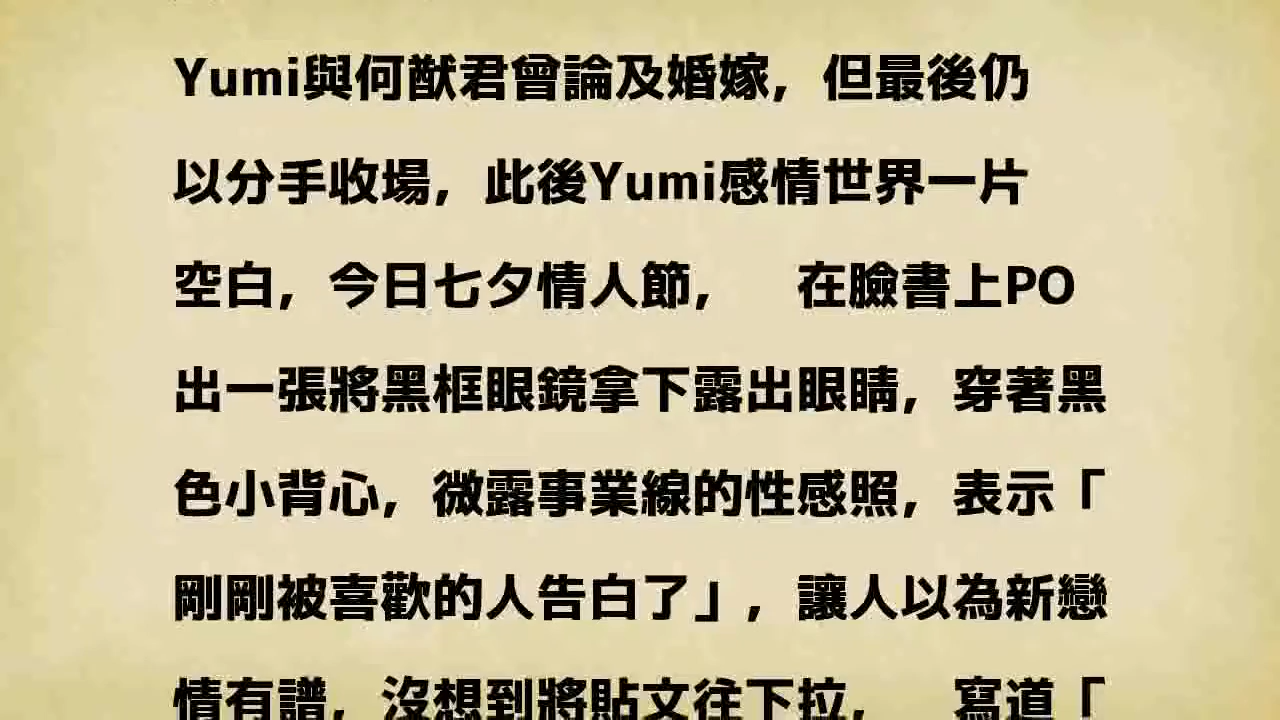 Yumi與何猷君曾論及婚嫁，但最後仍
以分手收場，此後Yumi感情世界一片
空白，今日七夕情人節，　在臉書上PO
出一張將黑框眼鏡拿下露出眼睛，穿著黑
色小背心，微露事業線的性感照，表示「
剛剛被喜歡的人告白了」，讓人以為新戀
情有譜，沒想到將貼文往下拉，　寫道「